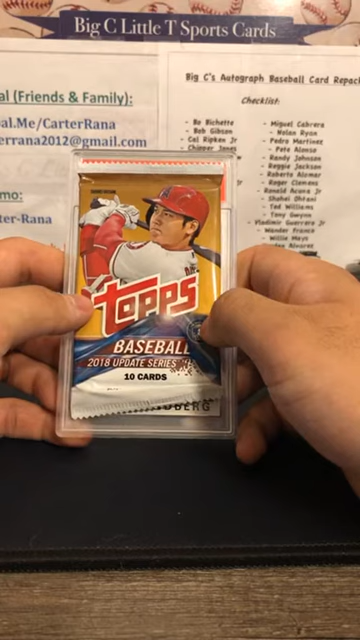 Big C Little T Sports Cards
Big C's Autograph Baseball Card Repack
Checklist:
al (Friends & Family):
al.Me/CarterRana
errana2012@gmail.com
mo:
r-Rana
Bo Bichette
Bob Gibson
Cal Ripken Jr
Chipper Jones
Miguel Cabrera
Nolan Ryan
Pedro Martinez
Pete Alonso
Randy Johnson
Reggie Jackson
Roberto Alomar
Roger Clemens
Ronald Acuna Jr
Shohei Ohtani
Ted Williams
Tony Gwynn
Vladimir Guerrero Jr
Wander Franco
Willie Mays
Alvarez
Topps
BASEBALL
2018 UPDATE SERIES
10 CARDS
DBERG